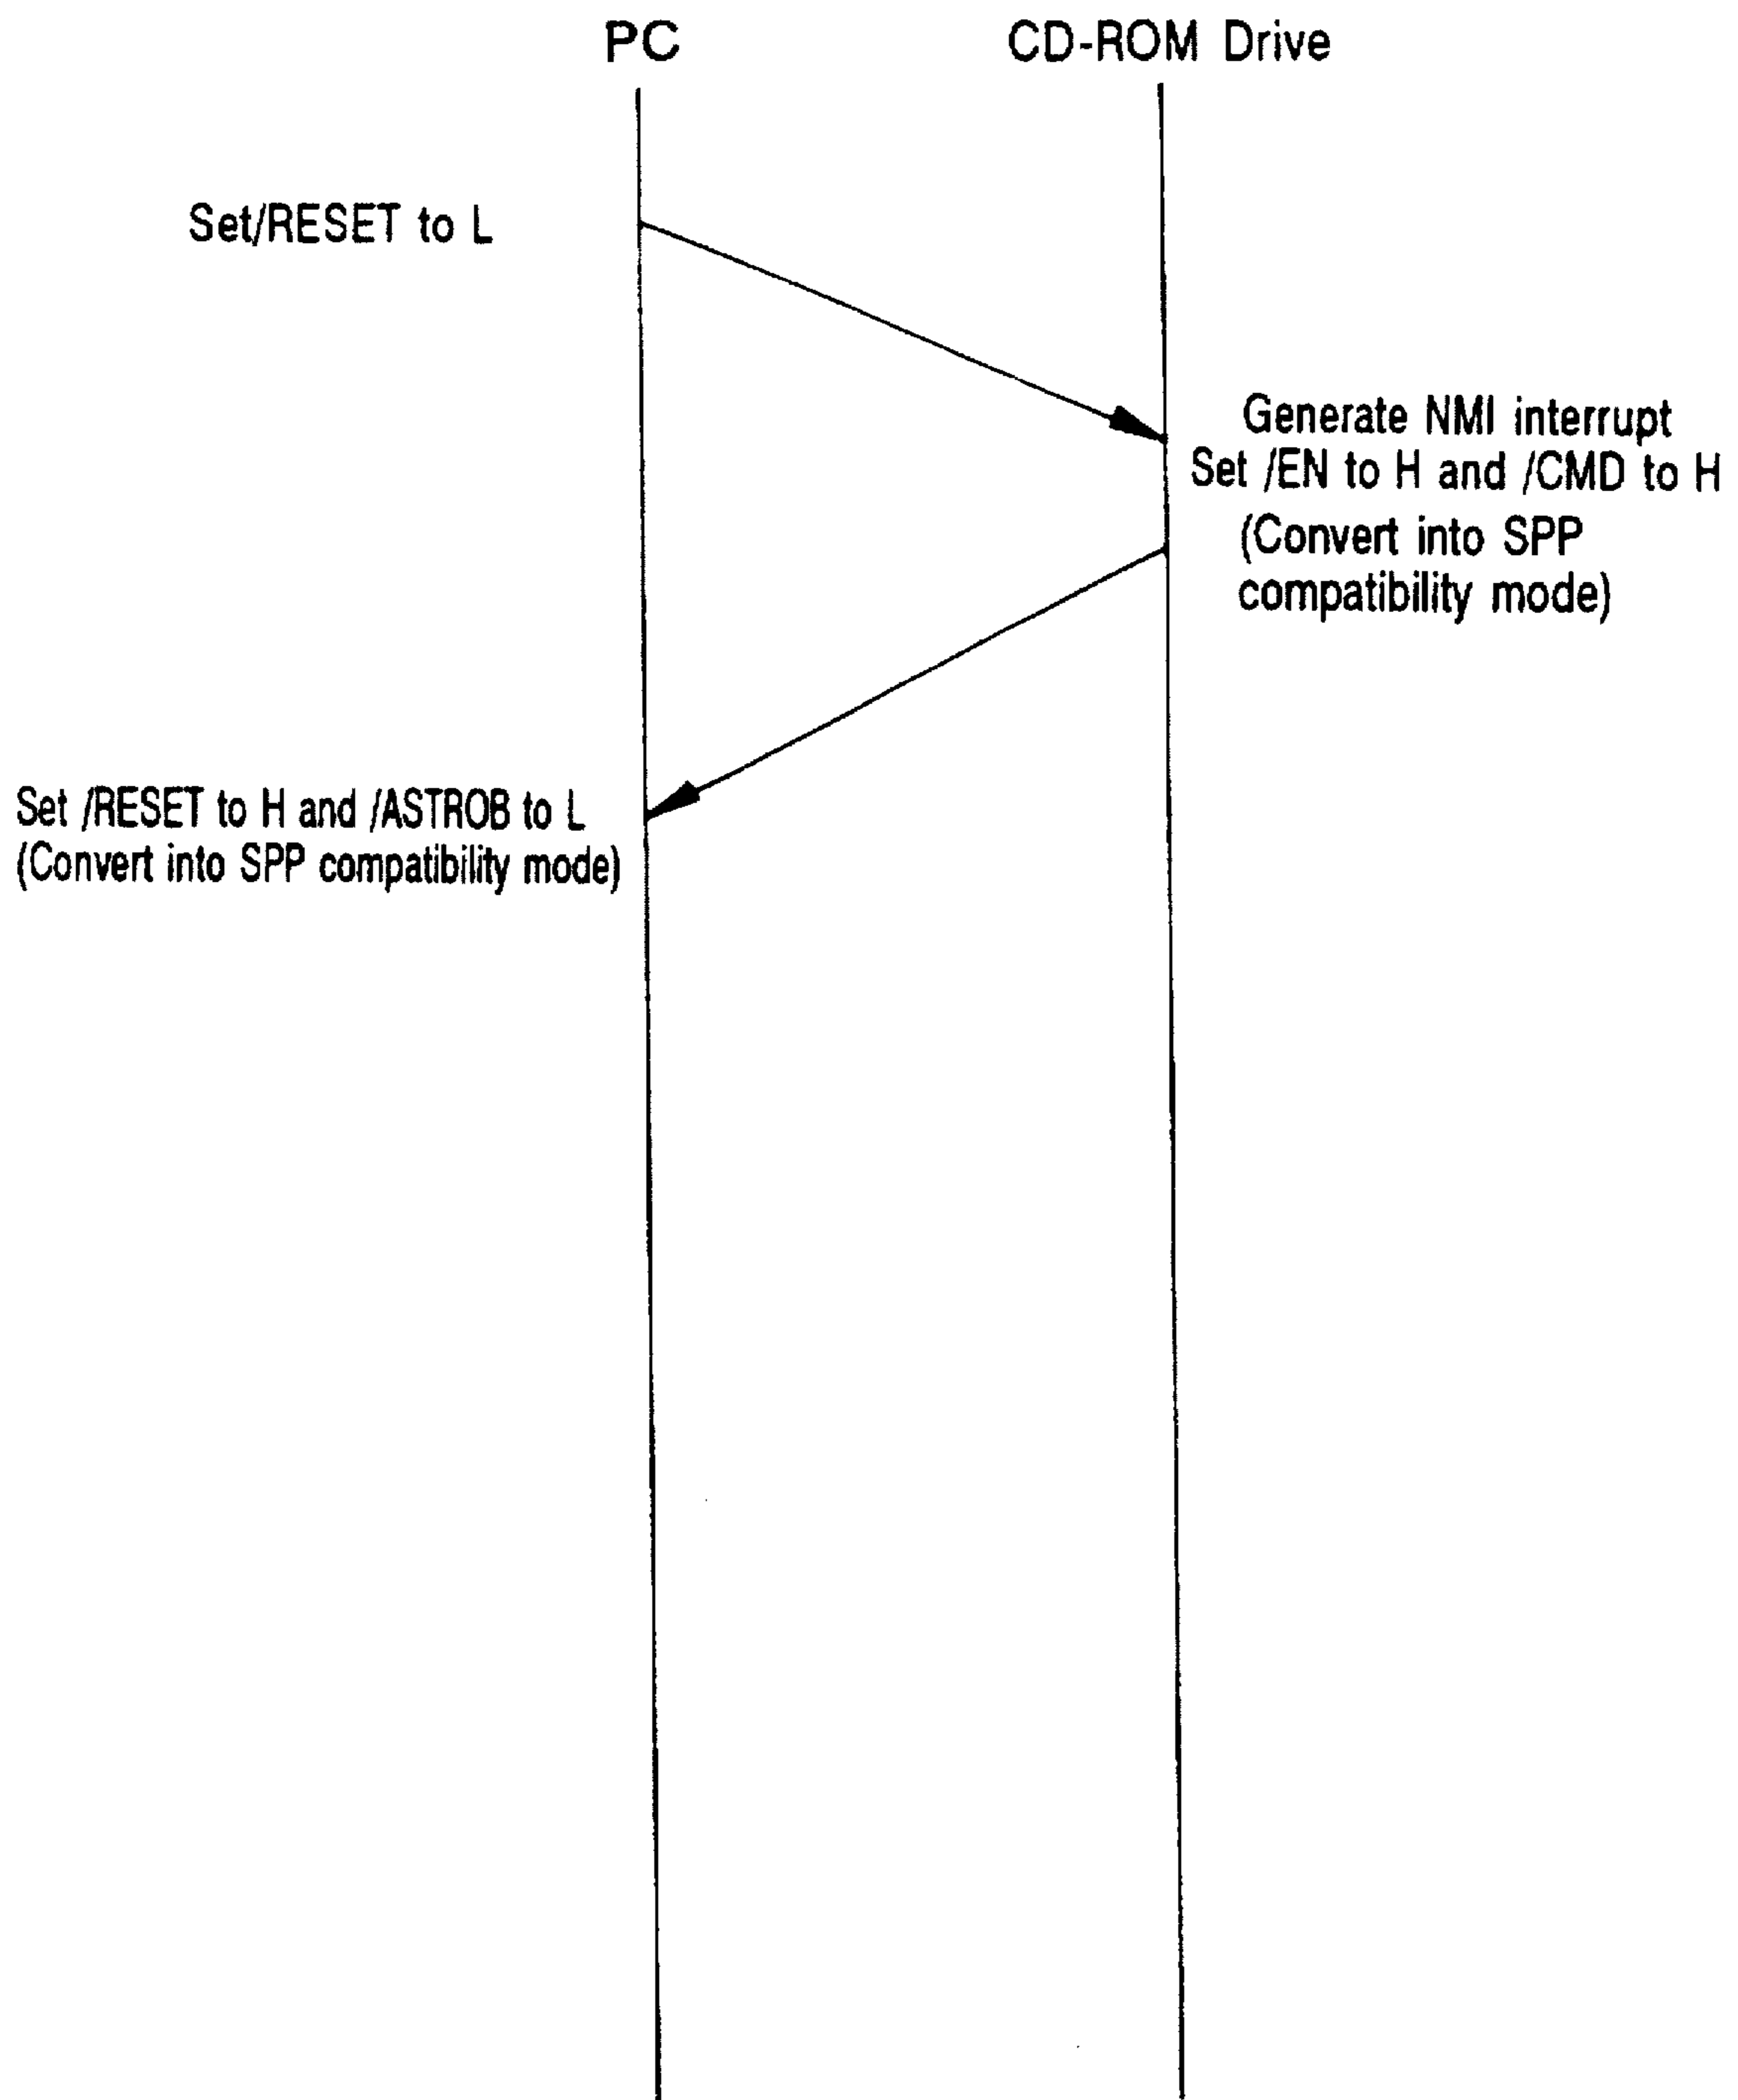 PC
CD-ROM Drive
Set/RESET to L
Generate NMI interrupt
Set /EN to H and /CMD to H
(Convert into SPP
compatibility mode)
Set /RESET to H and /ASTROB to L
(Convert into SPP compatibility mode)